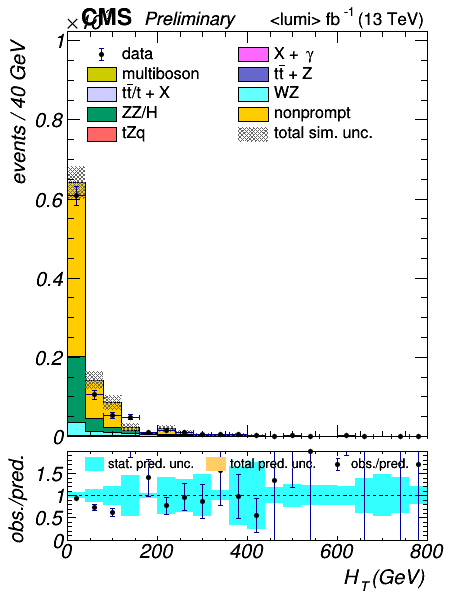 CMS Preliminary <lumi> fb⁻¹ (13 TeV)
events / 40 GeV
1
0.8
0.6
0.4
0.2
0
data
multiboson
tt̄/t + X
ZZ/H
tZq
X + γ
tt̄ + Z
WZ
nonprompt
total sim. unc.
obs./pred.
1.5
1
0.5
0
stat. pred. unc. total pred. unc. obs./pred.
0 200 400 600 800
H_T(GeV)